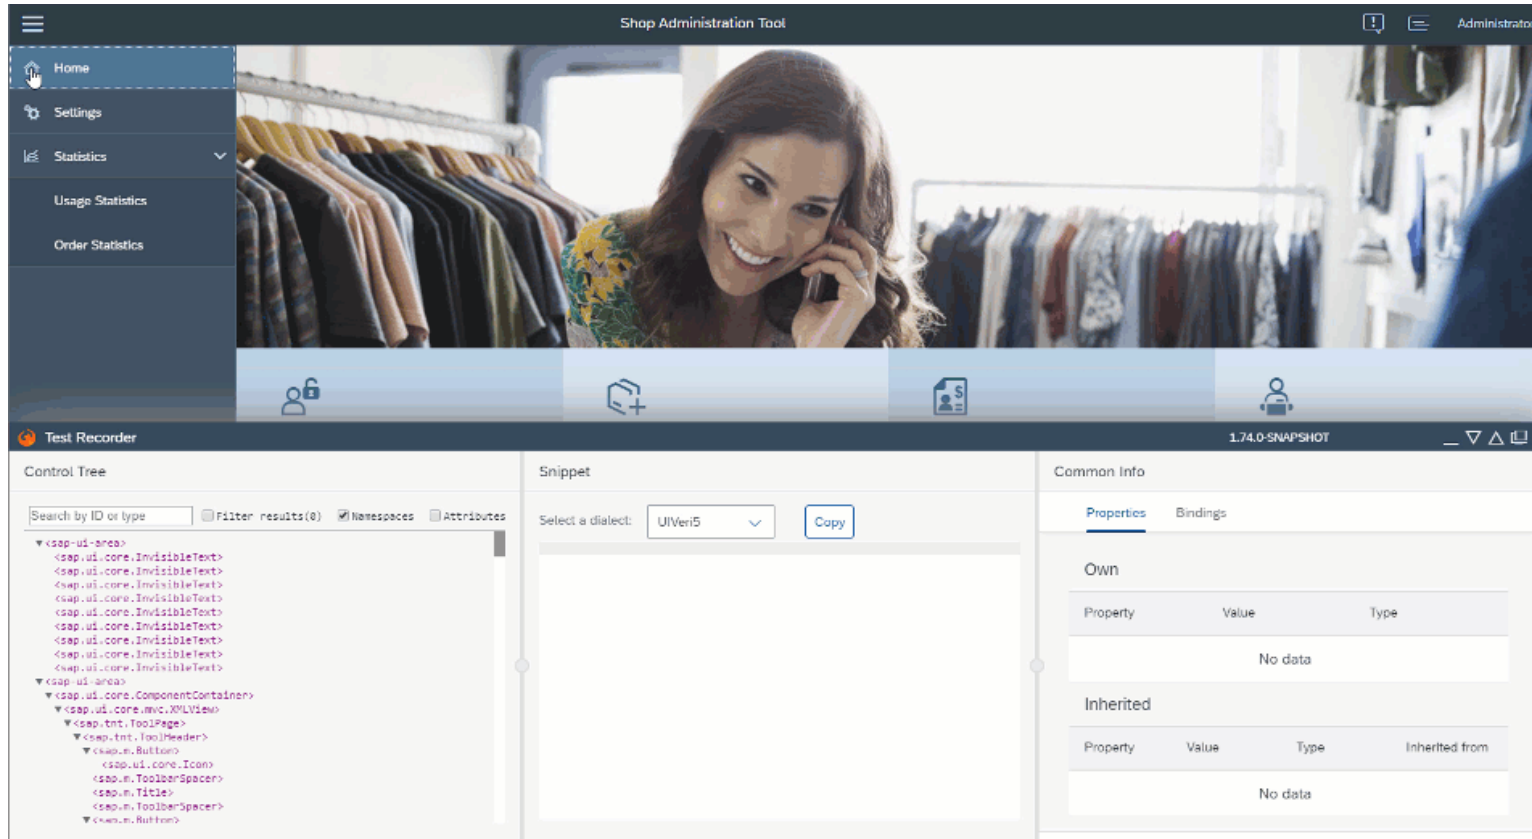 Shop Administration Tool
Administrator
Home
Settings
Statistics
Usage Statistics
Order Statistics
Test Recorder
1.74.0-SNAPSHOT
Control Tree
Search by ID or type
Filter results(0)
Namespaces
Attributes
▼<sap-ui-area>
<sap.ui.core.InvisibleText>
<sap.ui.core.InvisibleText>
<sap.ui.core.InvisibleText>
<sap.ui.core.InvisibleText>
<sap.ui.core.InvisibleText>
<sap.ui.core.InvisibleText>
<sap.ui.core.InvisibleText>
<sap.ui.core.InvisibleText>
<sap.ui.core.InvisibleText>
▼<sap-ui-area>
▼<sap.ui.core.ComponentContainer>
▼<sap.ui.core.mvc.XMLView>
▼<sap.tnt.ToolPage>
▼<sap.tnt.ToolHeader>
▼<sap.m.Button>
<sap.ui.core.Icon>
<sap.m.ToolbarSpacer>
<sap.m.Title>
<sap.m.ToolbarSpacer>
▼<sap.m.Button>
Snippet
Select a dialect:
UIVeri5
Copy
Common Info
Properties Bindings
Own
Property Value Type
No data
Inherited
Property Value Type Inherited from
No data